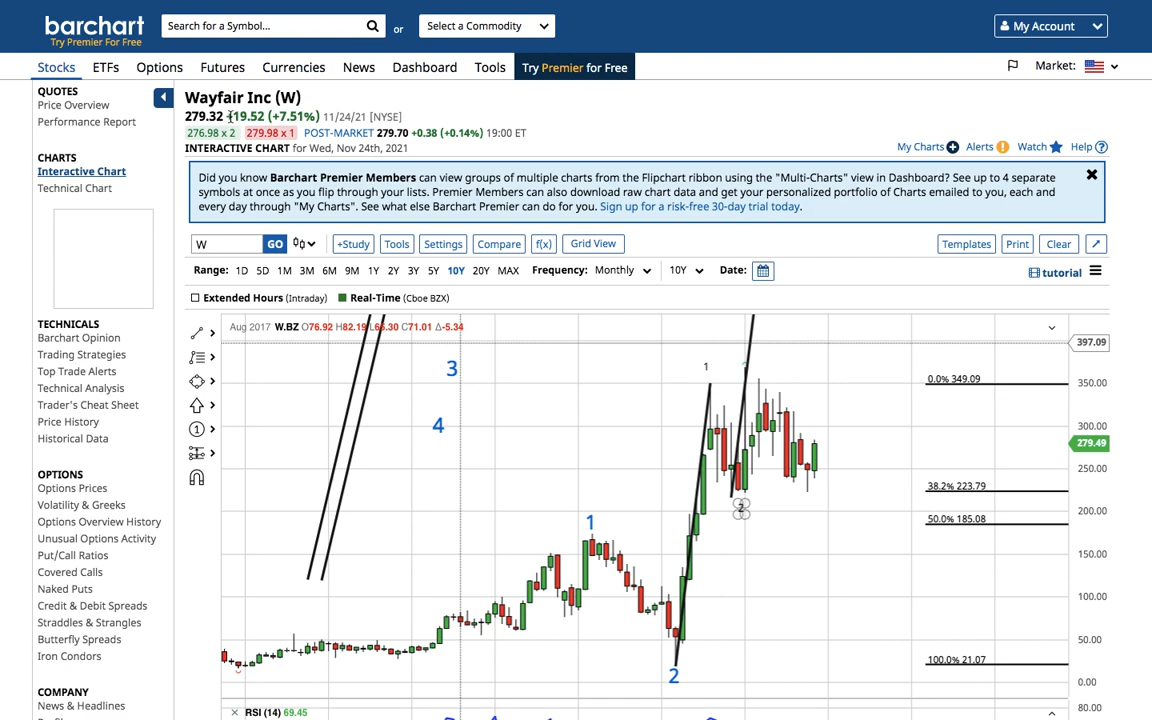 barchart
Try Premier For Free
Search for a Symbol...
or
Select a Commodity
My Account
Stocks ETFs Options Futures Currencies News Dashboard Tools Try Premier for Free
Market:
QUOTES
Price Overview
Performance Report
CHARTS
Interactive Chart
Technical Chart
TECHNICALS
Barchart Opinion
Trading Strategies
Top Trade Alerts
Technical Analysis
Trader's Cheat Sheet
Price History
Historical Data
OPTIONS
Options Prices
Volatility & Greeks
Options Overview History
Unusual Options Activity
Put/Call Ratios
Covered Calls
Naked Puts
Credit & Debit Spreads
Straddles & Strangles
Butterfly Spreads
Iron Condors
COMPANY
News & Headlines
Wayfair Inc (W)
279.32 +19.52 (+7.51%) 11/24/21 [NYSE]
276.98 x 2 279.98 x 1 POST-MARKET 279.70 +0.38 (+0.14%) 19:00 ET
INTERACTIVE CHART for Wed, Nov 24th, 2021
My Charts Alerts Watch Help
Did you know Barchart Premier Members can view groups of multiple charts from the Flipchart ribbon using the "Multi-Charts" view in Dashboard? See up to 4 separate
symbols at once as you flip through your lists. Premier Members can also download raw chart data and get your personalized portfolio of Charts emailed to you, each and
every day through "My Charts". See what else Barchart Premier can do for you. Sign up for a risk-free 30-day trial today.
W GO +Study Tools Settings Compare f(x) Grid View Templates Print Clear
Range: 1D 5D 1M 3M 6M 9M 1Y 2Y 3Y 5Y 10Y 20Y MAX Frequency: Monthly 10Y Date:
tutorial
Extended Hours (Intraday) Real-Time (Cboe BZX)
Aug 2017 W.BZ O76.92 H82.19 L65.30 C71.01 Δ-5.34
397.09
3
1
0.0% 349.09
350.00
4
300.00
279.49
250.00
38.2% 223.79
2
200.00
1
50.0% 185.08
150.00
100.00
50.00
100.0% 21.07
2
0.00
RSI (14) 69.45
80.00